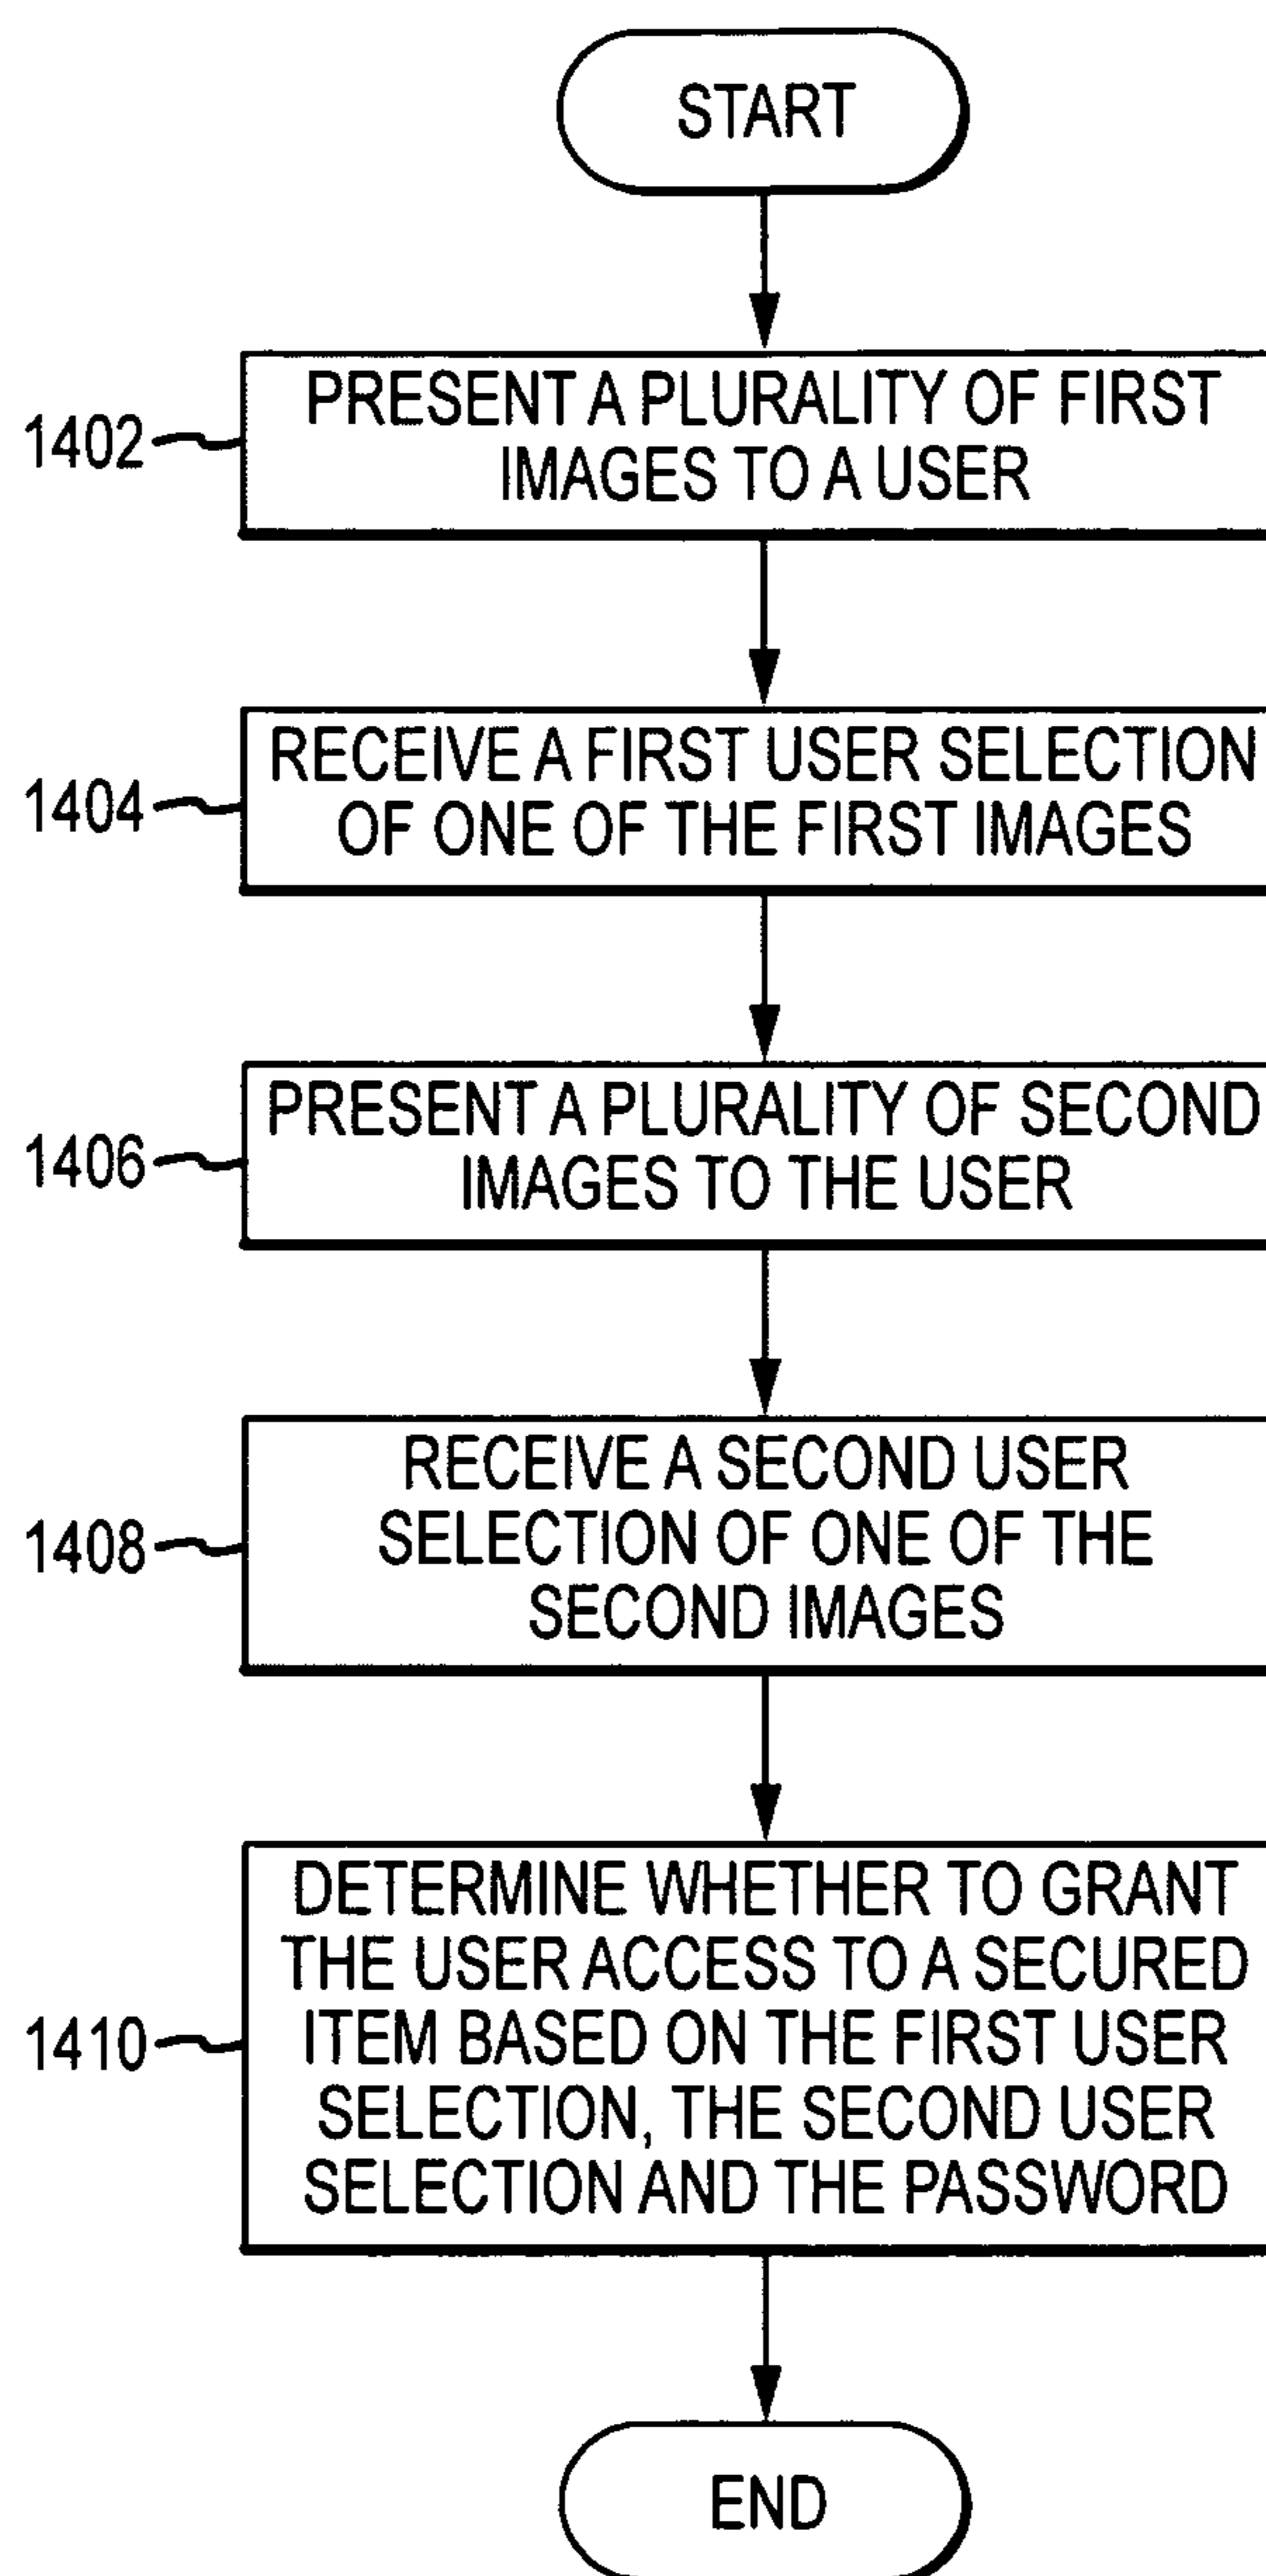 START
PRESENT A PLURALITY OF FIRST
IMAGES TO A USER
1402
RECEIVE A FIRST USER SELECTION
OF ONE OF THE FIRST IMAGES
1404
PRESENT A PLURALITY OF SECOND
IMAGES TO THE USER
1406
RECEIVE A SECOND USER
SELECTION OF ONE OF THE
SECOND IMAGES
1408
DETERMINE WHETHER TO GRANT
THE USER ACCESS TO A SECURED
ITEM BASED ON THE FIRST USER
SELECTION, THE SECOND USER
SELECTION AND THE PASSWORD
1410
END